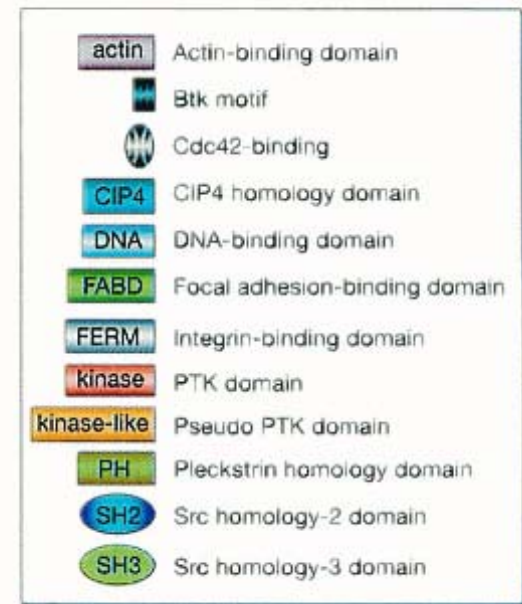 actin Actin-binding domain
Btk motif
Cdc42-binding
CIP4 CIP4 homology domain
DNA DNA-binding domain
FABD Focal adhesion-binding domain
FERM Integrin-binding domain
kinase PTK domain
kinase-like Pseudo PTK domain
PH Pleckstrin homology domain
SH2 Src homology-2 domain
SH3 Src homology-3 domain